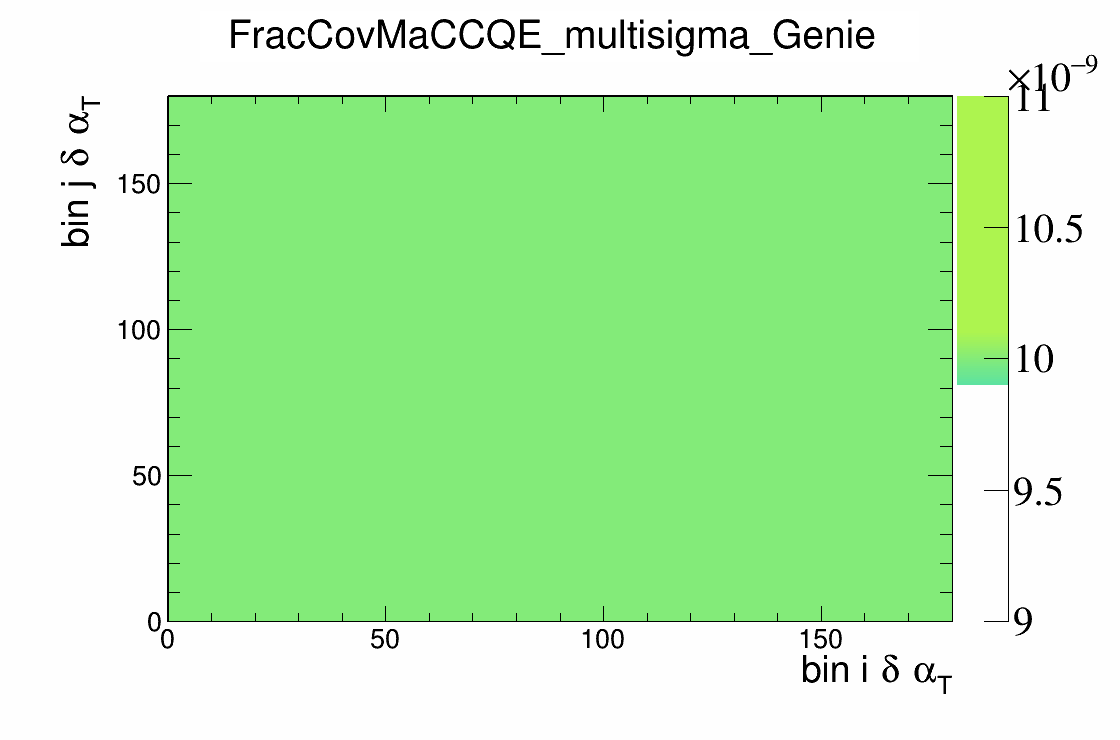 FracCovMaCCQE_multisigma_Genie
×10⁻⁹
bin j δ α_T
150
100
50
0
0 50 100 150
bin i δ α_T
11
10.5
10
9.5
9